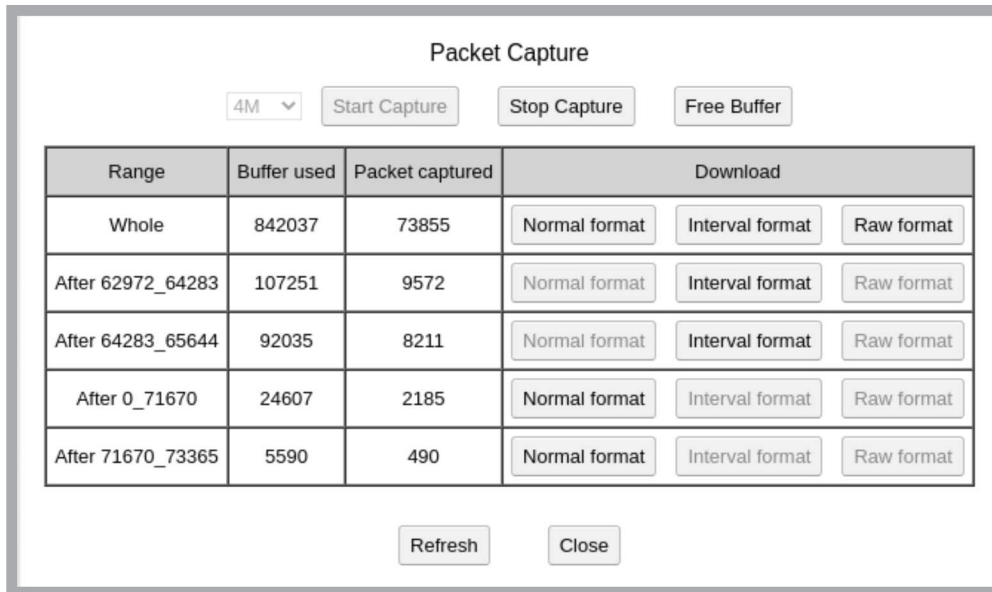 Packet Capture
4M Start Capture Stop Capture Free Buffer
Range Buffer used Packet captured Download
Whole 842037 73855 Normal format Interval format Raw format
After 62972_64283 107251 9572 Normal format Interval format Raw format
After 64283_65644 92035 8211 Normal format Interval format Raw format
After 0_71670 24607 2185 Normal format Interval format Raw format
After 71670_73365 5590 490 Normal format Interval format Raw format
Refresh Close